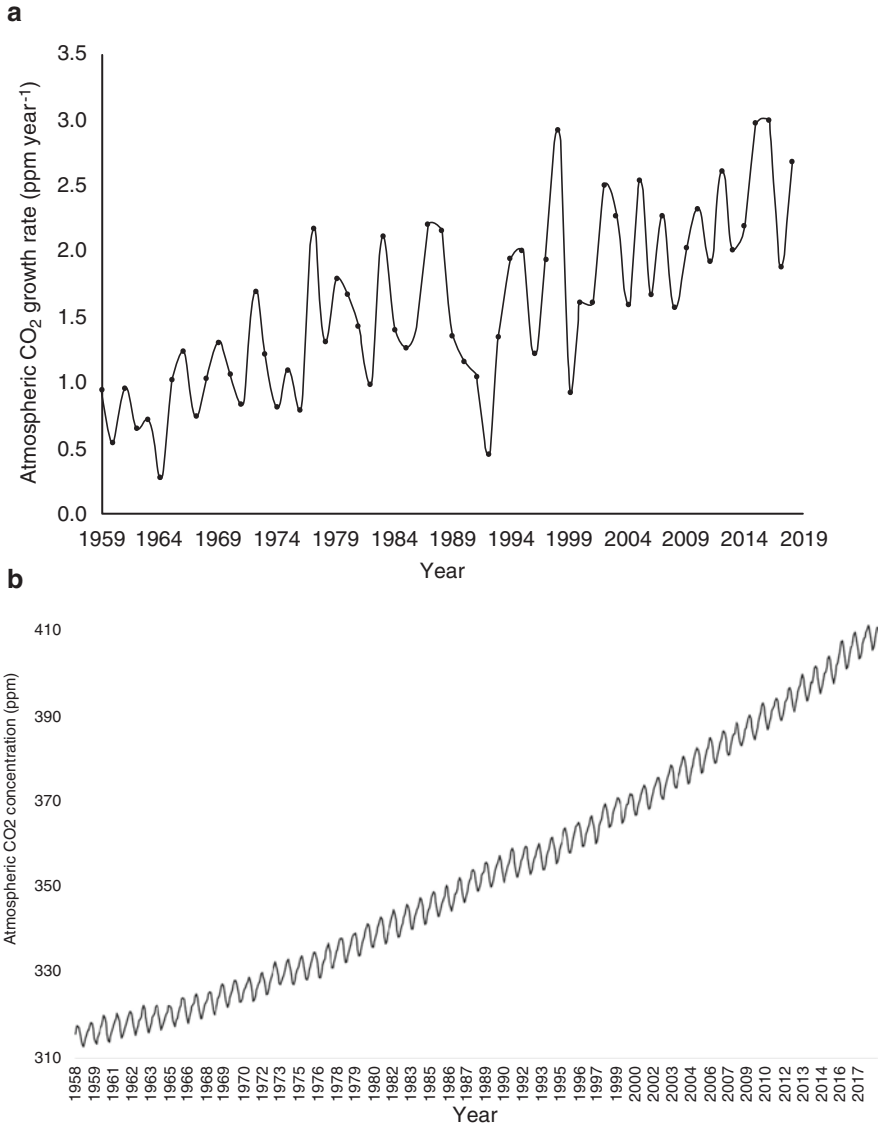 a
Atmospheric CO2 growth rate (ppm year-1)
3.5
3.0
2.5
2.0
1.5
1.0
0.5
0.0
1959 1964 1969 1974 1979 1984 1989 1994 1999 2004 2009 2014 2019
Year
b
Atmospheric CO2 concentration (ppm)
410
390
370
350
330
310
1958 1959 1961 1962 1963 1965 1966 1968 1969 1970 1972 1973 1975 1976 1978 1979 1980 1982 1983 1985 1986 1987 1989 1990 1992 1993 1995 1996 1997 1999 2000 2002 2003 2004 2006 2007 2009 2010 2012 2013 2014 2016 2017
Year